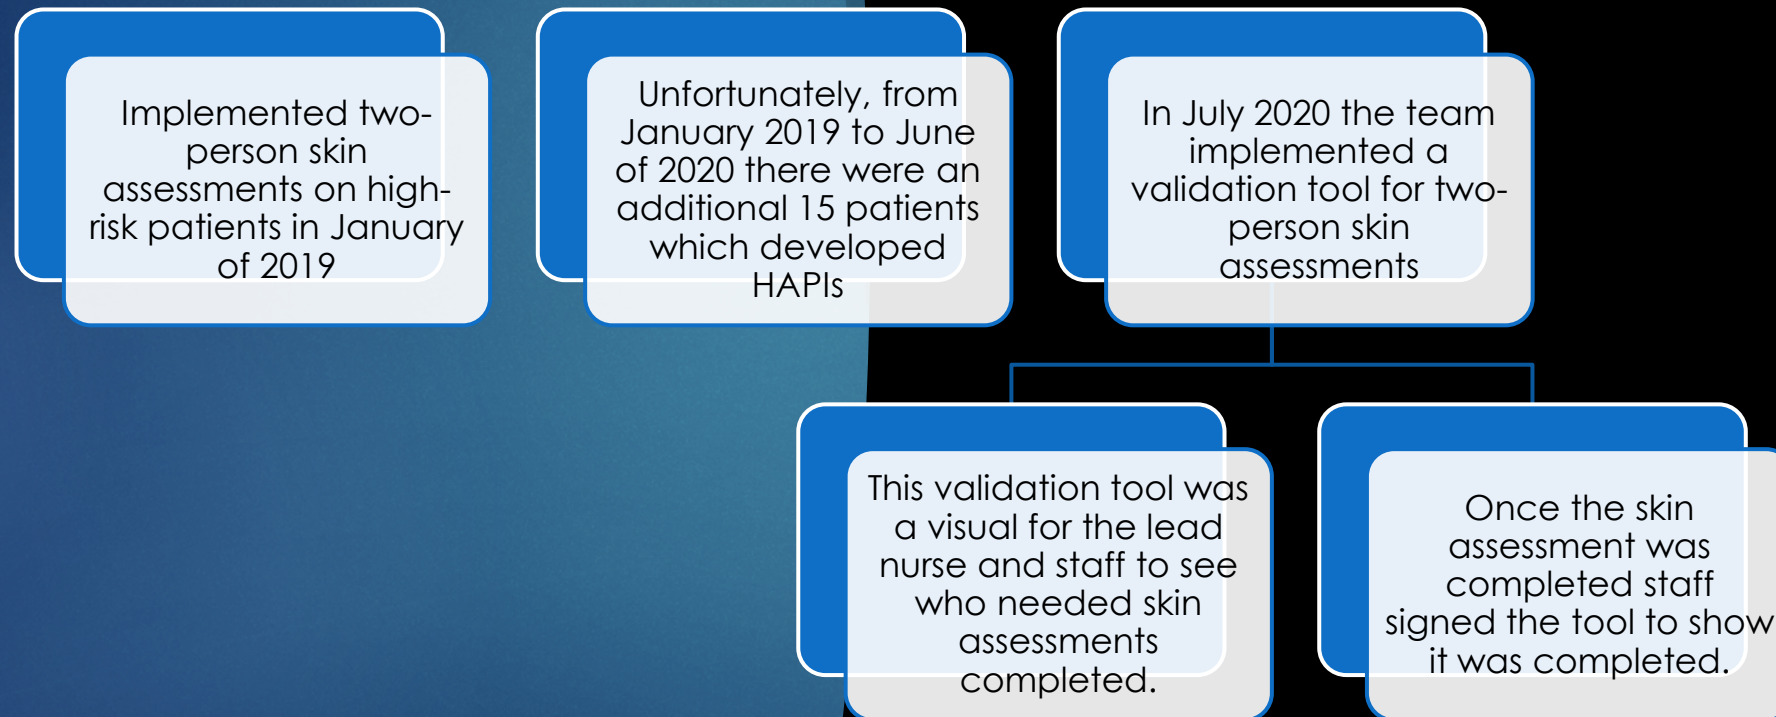 Implemented two-
person skin
assessments on high-
risk patients in January
of 2019
Unfortunately, from
January 2019 to June
of 2020 there were an
additional 15 patients
which developed
HAPIs
In July 2020 the team
implemented a
validation tool for two-
person skin
assessments
This validation tool was
a visual for the lead
nurse and staff to see
who needed skin
assessments
completed.
Once the skin
assessment was
completed staff
signed the tool to show
it was completed.